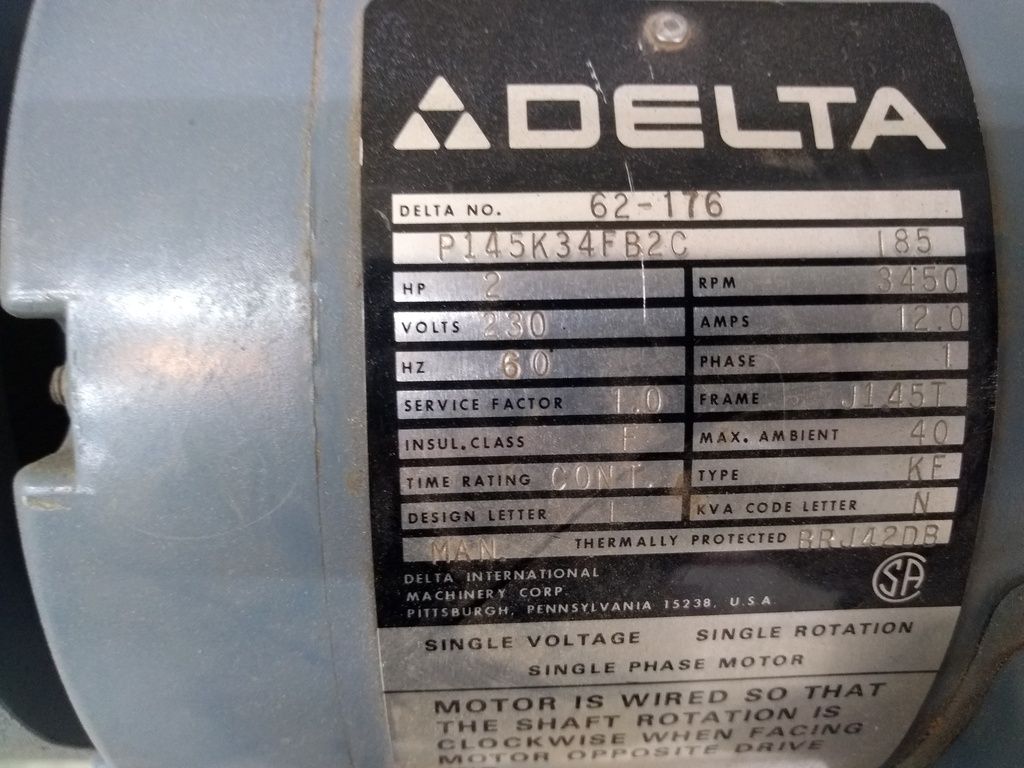 DELTA
DELTA NO. 62-176
P145K34FB2C 185
HP 2 RPM 3450
VOLTS 230 AMPS 12.0
HZ 60 PHASE 1
SERVICE FACTOR 1.0 FRAME J145T
INSUL. CLASS F MAX. AMBIENT 40
TIME RATING CONT. TYPE KF
DESIGN LETTER L KVA CODE LETTER N
MAN THERMALLY PROTECTED RRJ42DB
DELTA INTERNATIONAL
MACHINERY CORP.
PITTSBURGH, PENNSYLVANIA 15238, U.S.A.
SA
SINGLE VOLTAGE SINGLE ROTATION
SINGLE PHASE MOTOR
MOTOR IS WIRED SO THAT
THE SHAFT ROTATION IS
CLOCKWISE WHEN FACING
MOTOR OPPOSITE DRIVE